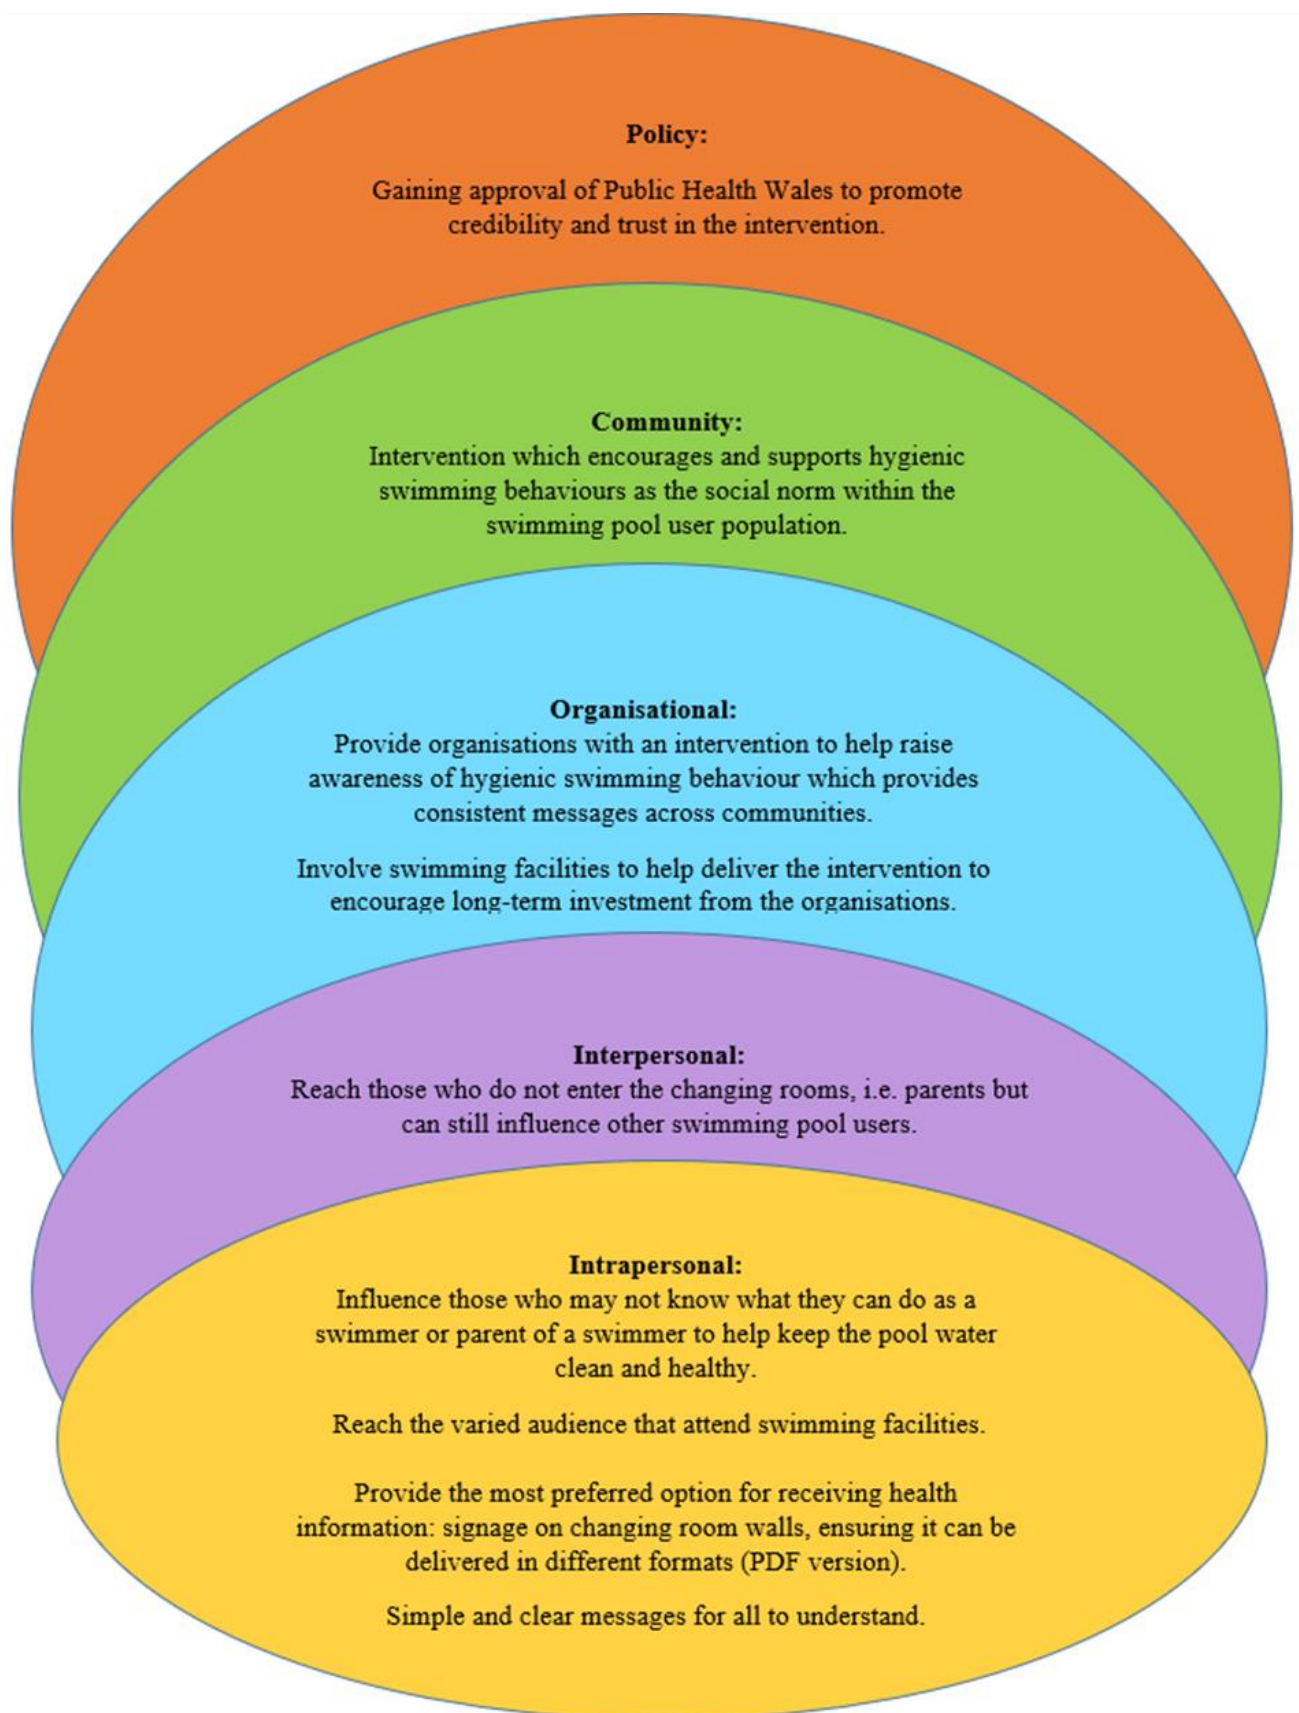 Policy:
Gaining approval of Public Health Wales to promote
credibility and trust in the intervention.
Community:
Intervention which encourages and supports hygienic
swimming behaviours as the social norm within the
swimming pool user population.
Organisational:
Provide organisations with an intervention to help raise
awareness of hygienic swimming behaviour which provides
consistent messages across communities.
Involve swimming facilities to help deliver the intervention to
encourage long-term investment from the organisations.
Interpersonal:
Reach those who do not enter the changing rooms, i.e. parents but
can still influence other swimming pool users.
Intrapersonal:
Influence those who may not know what they can do as a
swimmer or parent of a swimmer to help keep the pool water
clean and healthy.
Reach the varied audience that attend swimming facilities.
Provide the most preferred option for receiving health
information: signage on changing room walls, ensuring it can be
delivered in different formats (PDF version).
Simple and clear messages for all to understand.